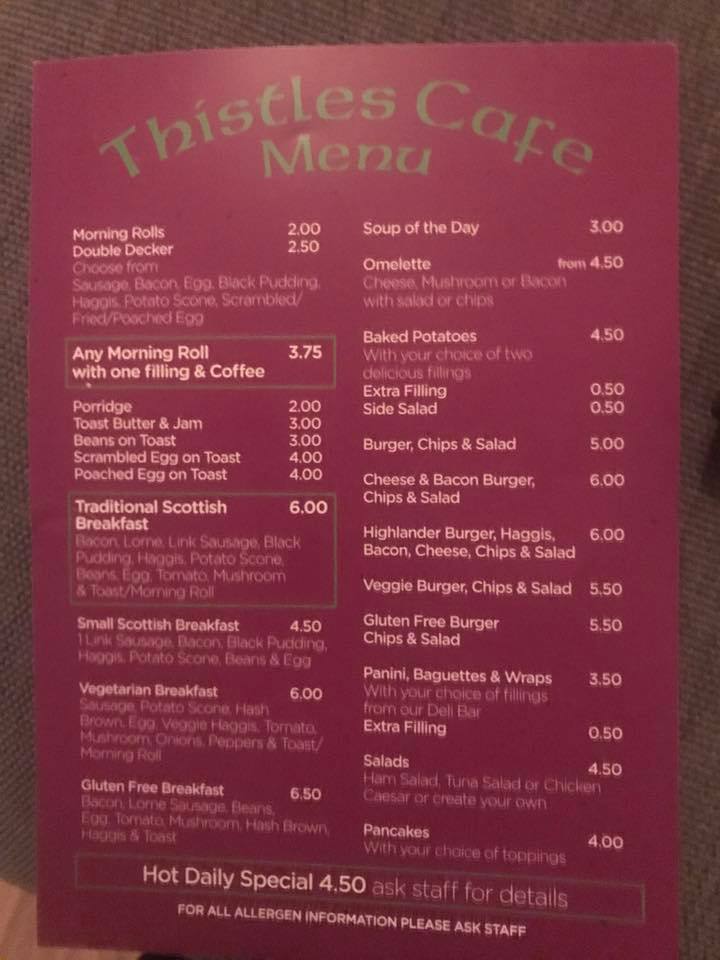 Thistles Cafe
Menu
Morning Rolls 2.00
Double Decker 2.50
Choose from
Sausage, Bacon, Egg, Black Pudding,
Haggis, Potato Scone, Scrambled/
Fried/Poached Egg
Any Morning Roll 3.75
with one filling & Coffee
Porridge 2.00
Toast Butter & Jam 3.00
Beans on Toast 3.00
Scrambled Egg on Toast 4.00
Poached Egg on Toast 4.00
Traditional Scottish 6.00
Breakfast
Bacon, Lorne, Link Sausage, Black
Pudding, Haggis, Potato Scone,
Beans, Egg, Tomato, Mushroom
& Toast/Morning Roll
Small Scottish Breakfast 4.50
1 Link Sausage, Bacon, Black Pudding,
Haggis, Potato Scone, Beans & Egg
Vegetarian Breakfast 6.00
Sausage, Potato Scone, Hash
Brown, Egg, Veggie Haggis, Tomato,
Mushroom, Onions, Peppers & Toast/
Morning Roll
Gluten Free Breakfast 6.50
Bacon, Lorne Sausage, Beans,
Egg, Tomato, Mushroom, Hash Brown,
Haggis & Toast
Soup of the Day 3.00
Omelette from 4.50
Cheese, Mushroom or Bacon
with salad or chips
Baked Potatoes 4.50
With your choice of two
delicious fillings
Extra Filling 0.50
Side Salad 0.50
Burger, Chips & Salad 5.00
Cheese & Bacon Burger, 6.00
Chips & Salad
Highlander Burger, Haggis, 6.00
Bacon, Cheese, Chips & Salad
Veggie Burger, Chips & Salad 5.50
Gluten Free Burger 5.50
Chips & Salad
Panini, Baguettes & Wraps 3.50
With your choice of fillings
from our Deli Bar
Extra Filling 0.50
Salads 4.50
Ham Salad, Tuna Salad or Chicken
Caesar or create your own
Pancakes 4.00
With your choice of toppings
Hot Daily Special 4.50 ask staff for details
FOR ALL ALLERGEN INFORMATION PLEASE ASK STAFF